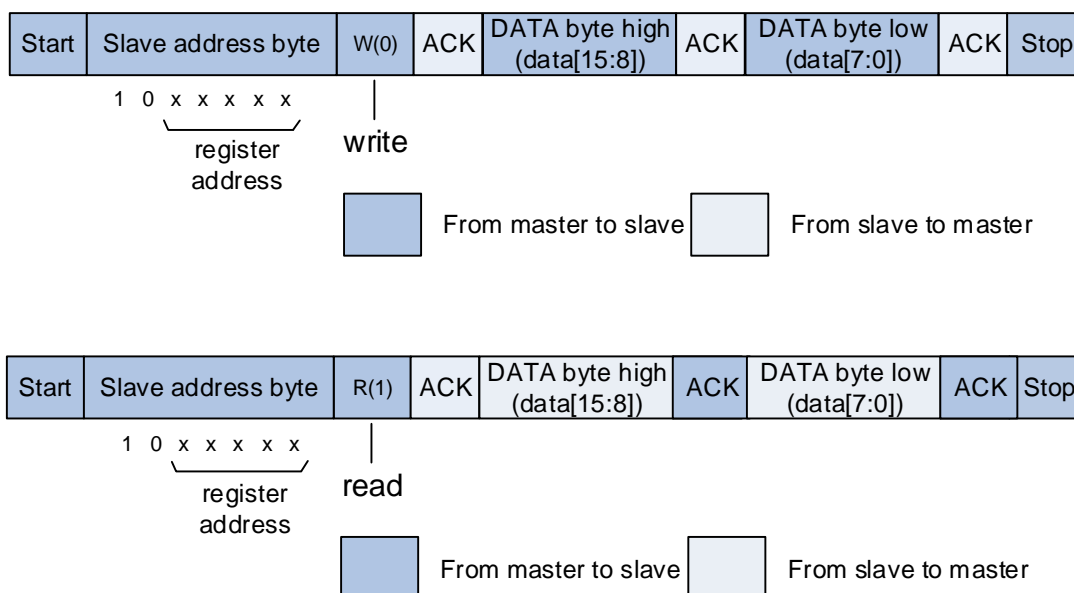 Start Slave address byte W(0) ACK DATA byte high (data[15:8]) ACK DATA byte low (data[7:0]) ACK Stop
1 0 x x x x x
register address
write
From master to slave From slave to master
Start Slave address byte R(1) ACK DATA byte high (data[15:8]) ACK DATA byte low (data[7:0]) ACK Stop
1 0 x x x x x
register address
read
From master to slave From slave to master